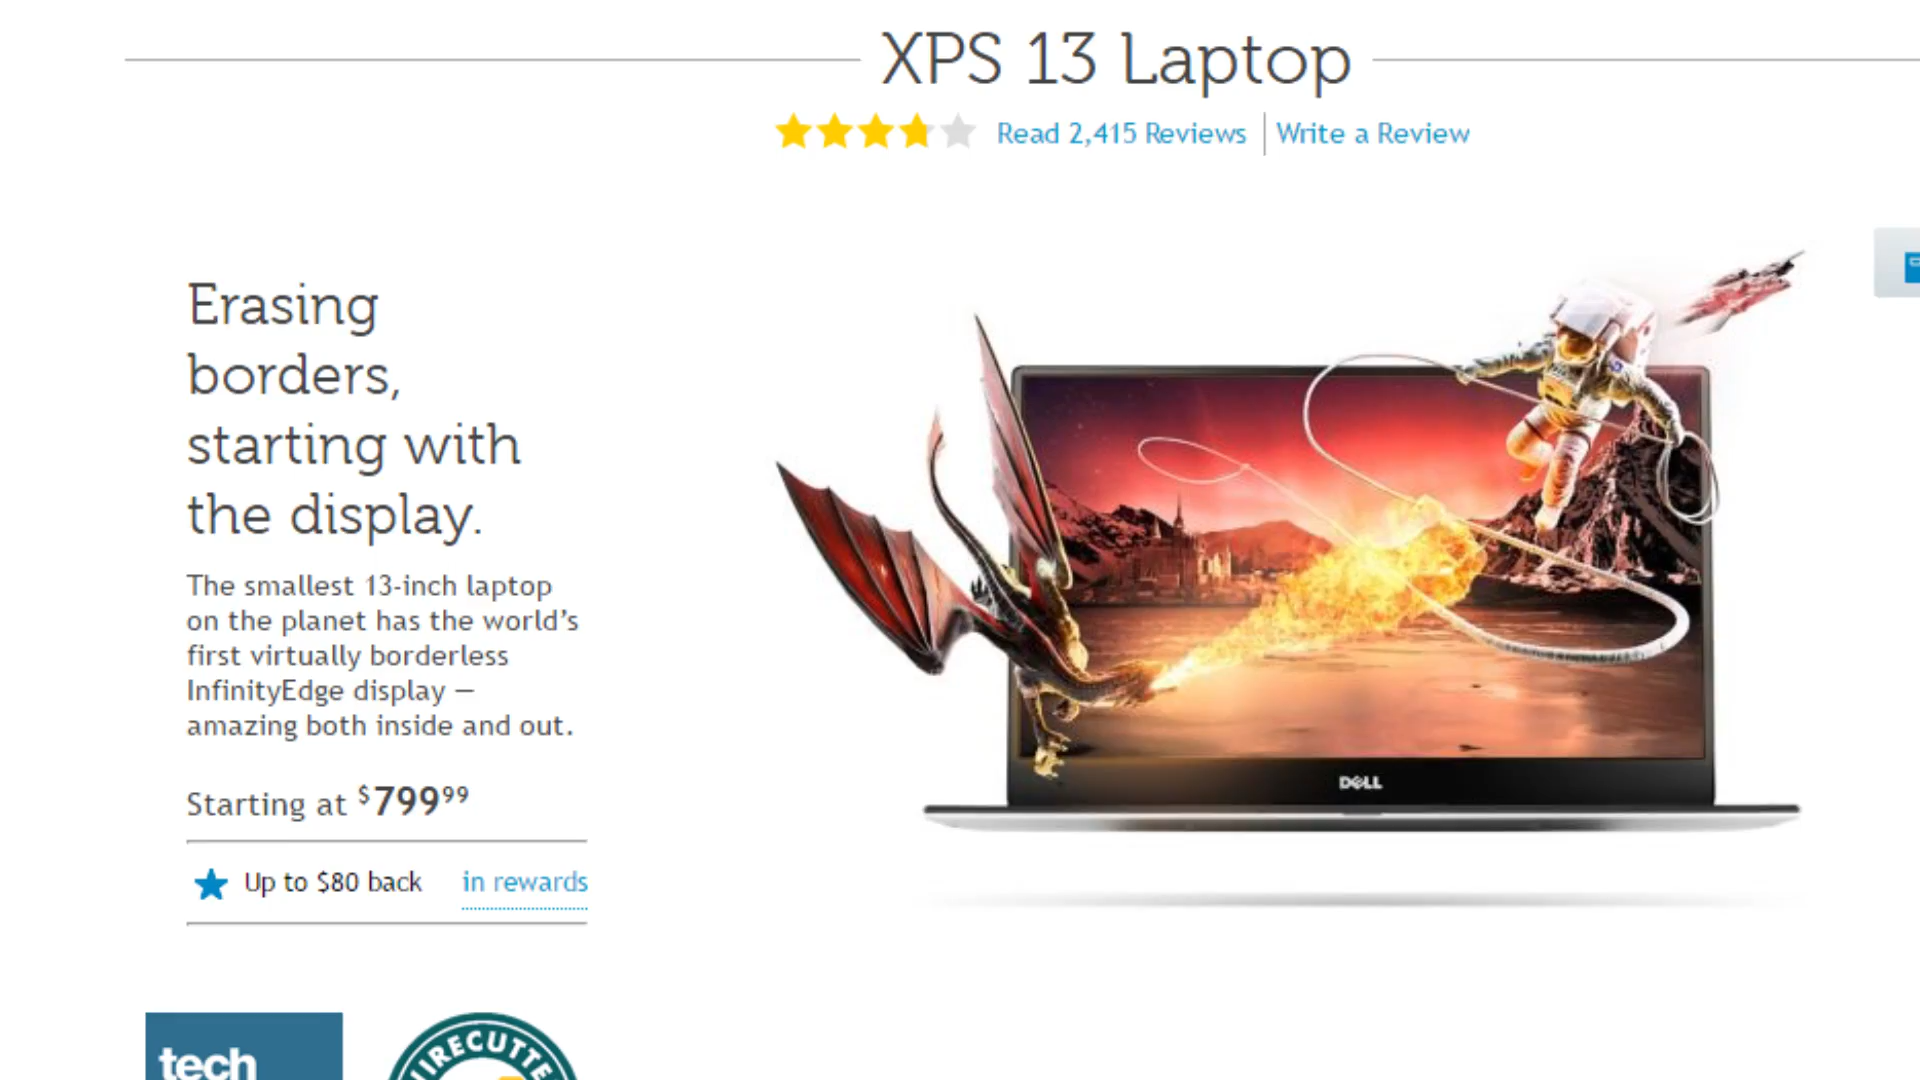 XPS 13 Laptop
Read 2,415 Reviews Write a Review
Erasing
borders,
starting with
the display.
The smallest 13-inch laptop
on the planet has the world’s
first virtually borderless
InfinityEdge display —
amazing both inside and out.
Starting at $799⁹⁹
Up to $80 back in rewards
DELL
tech